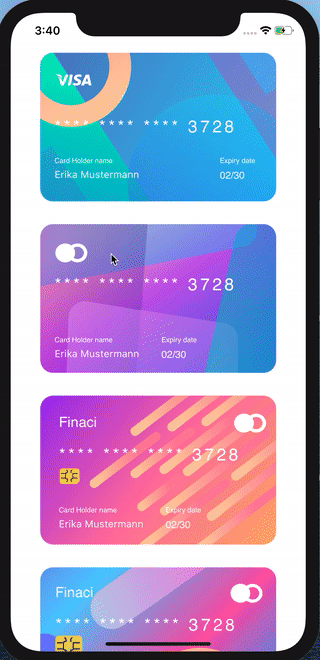 3:40
VISA
**** **** **** 3728
Card Holder name Expiry date
Erika Mustermann 02/30
**** **** **** 3728
Card Holder name Expiry date
Erika Mustermann 02/30
Finaci
**** **** **** 3728
Card Holder name Expiry date
Erika Mustermann 02/30
Finaci
**** **** **** 3728